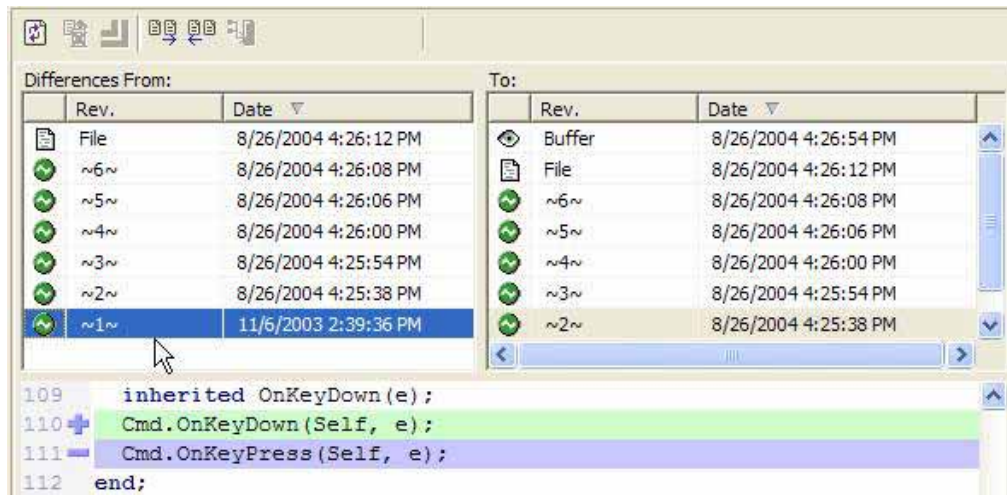 Differences From:
Rev. Date
File 8/26/2004 4:26:12 PM
~6~ 8/26/2004 4:26:08 PM
~5~ 8/26/2004 4:26:06 PM
~4~ 8/26/2004 4:26:00 PM
~3~ 8/26/2004 4:25:54 PM
~2~ 8/26/2004 4:25:38 PM
~1~ 11/6/2003 2:39:36 PM
To:
Rev. Date
Buffer 8/26/2004 4:26:54 PM
File 8/26/2004 4:26:12 PM
~6~ 8/26/2004 4:26:08 PM
~5~ 8/26/2004 4:26:06 PM
~4~ 8/26/2004 4:26:00 PM
~3~ 8/26/2004 4:25:54 PM
~2~ 8/26/2004 4:25:38 PM
109 inherited OnKeyDown(e);
110 Cmd.OnKeyDown(Self, e);
111 Cmd.OnKeyPress(Self, e);
112 end;